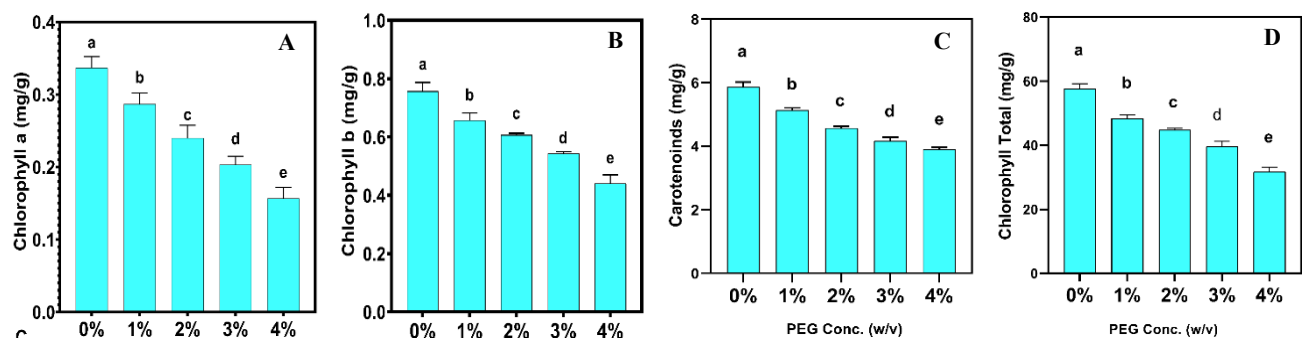 A
Chlorophyll a (mg/g)
0.4
0.3
0.2
0.1
0.0
a
b
c
d
e
0% 1% 2% 3% 4%
C
B
Chlorophyll b (mg/g)
1.0
0.8
0.6
0.4
0.2
0.0
a
b
c
d
e
0% 1% 2% 3% 4%
C
Carotenoinds (mg/g)
8
6
4
2
0
a
b
c
d
e
0% 1% 2% 3% 4%
PEG Conc. (w/v)
D
Chlorophyll Total (mg/g)
80
60
40
20
0
a
b
c
d
e
0% 1% 2% 3% 4%
PEG Conc. (w/v)